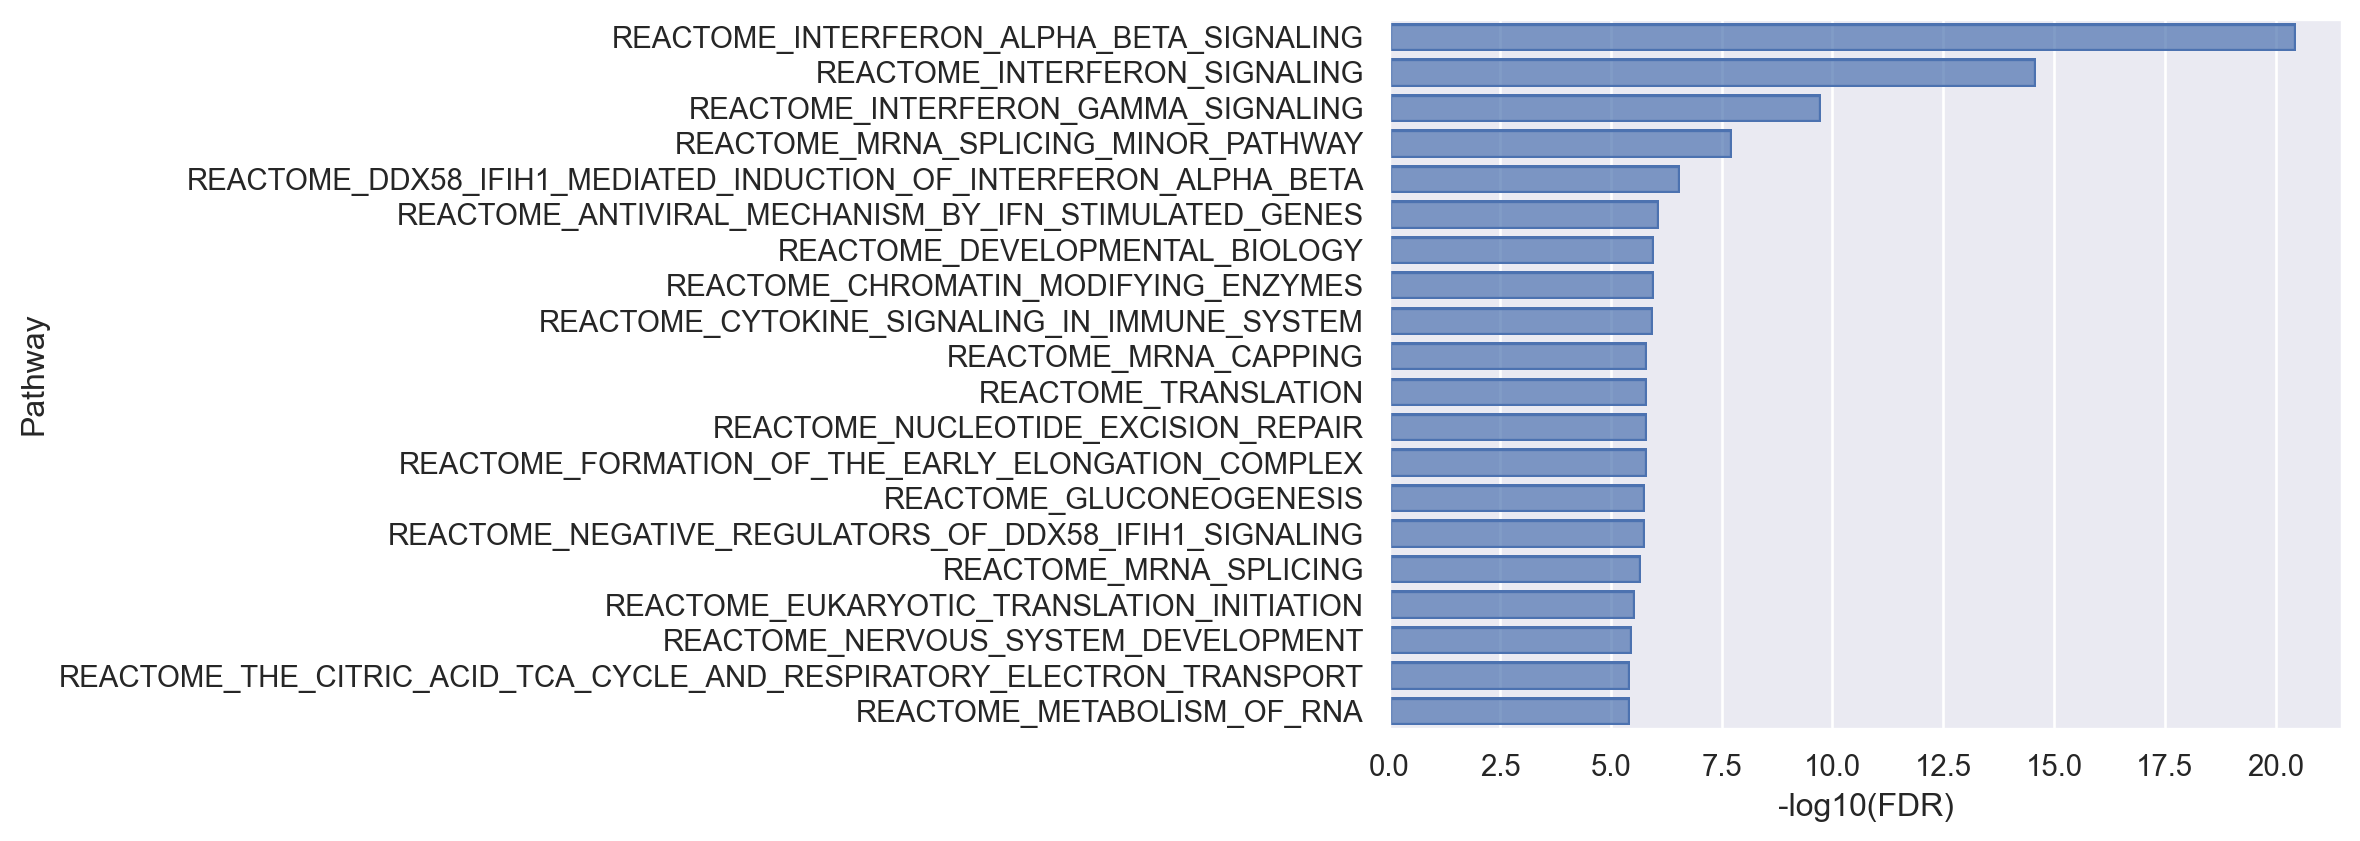 Pathway
REACTOME_INTERFERON_ALPHA_BETA_SIGNALING
REACTOME_INTERFERON_SIGNALING
REACTOME_INTERFERON_GAMMA_SIGNALING
REACTOME_MRNA_SPLICING_MINOR_PATHWAY
REACTOME_DDX58_IFIH1_MEDIATED_INDUCTION_OF_INTERFERON_ALPHA_BETA
REACTOME_ANTIVIRAL_MECHANISM_BY_IFN_STIMULATED_GENES
REACTOME_DEVELOPMENTAL_BIOLOGY
REACTOME_CHROMATIN_MODIFYING_ENZYMES
REACTOME_CYTOKINE_SIGNALING_IN_IMMUNE_SYSTEM
REACTOME_MRNA_CAPPING
REACTOME_TRANSLATION
REACTOME_NUCLEOTIDE_EXCISION_REPAIR
REACTOME_FORMATION_OF_THE_EARLY_ELONGATION_COMPLEX
REACTOME_GLUCONEOGENESIS
REACTOME_NEGATIVE_REGULATORS_OF_DDX58_IFIH1_SIGNALING
REACTOME_MRNA_SPLICING
REACTOME_EUKARYOTIC_TRANSLATION_INITIATION
REACTOME_NERVOUS_SYSTEM_DEVELOPMENT
REACTOME_THE_CITRIC_ACID_TCA_CYCLE_AND_RESPIRATORY_ELECTRON_TRANSPORT
REACTOME_METABOLISM_OF_RNA
0.0 2.5 5.0 7.5 10.0 12.5 15.0 17.5 20.0
-log10(FDR)